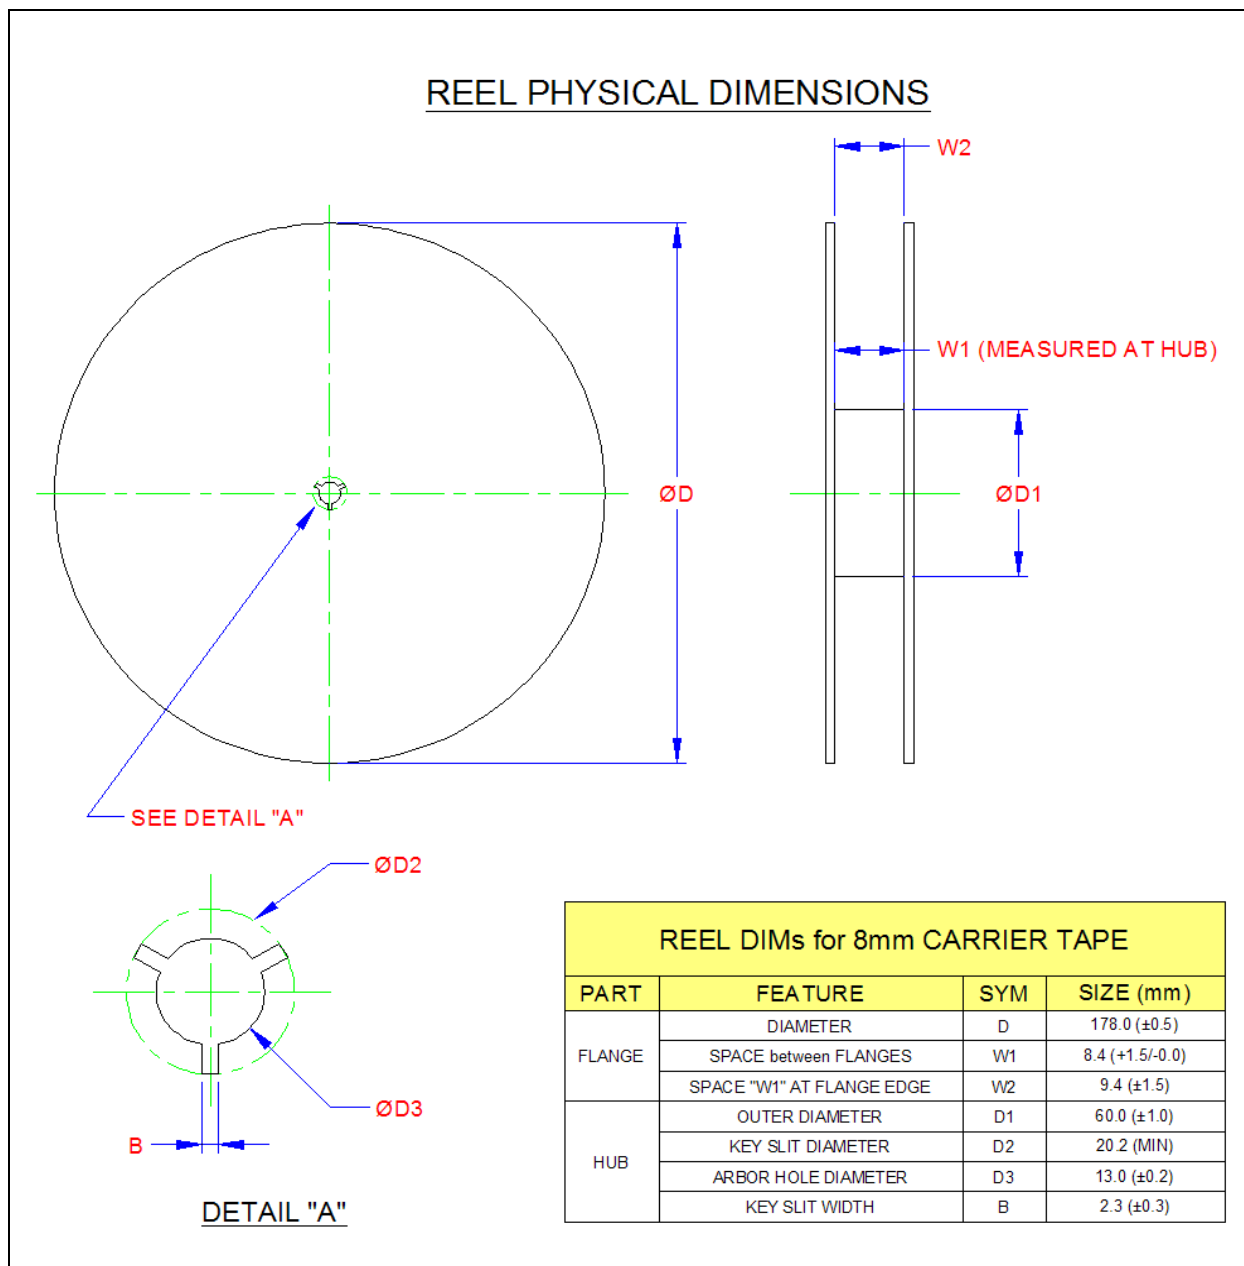 REEL PHYSICAL DIMENSIONS
W2
W1 (MEASURED AT HUB)
ØD
ØD1
SEE DETAIL "A"
ØD2
ØD3
B
DETAIL "A"
REEL DIMs for 8mm CARRIER TAPE
PART FEATURE SYM SIZE (mm)
FLANGE
DIAMETER D 178.0 (±0.5)
SPACE between FLANGES W1 8.4 (+1.5/-0.0)
SPACE "W1" AT FLANGE EDGE W2 9.4 (±1.5)
HUB
OUTER DIAMETER D1 60.0 (±1.0)
KEY SLIT DIAMETER D2 20.2 (MIN)
ARBOR HOLE DIAMETER D3 13.0 (±0.2)
KEY SLIT WIDTH B 2.3 (±0.3)